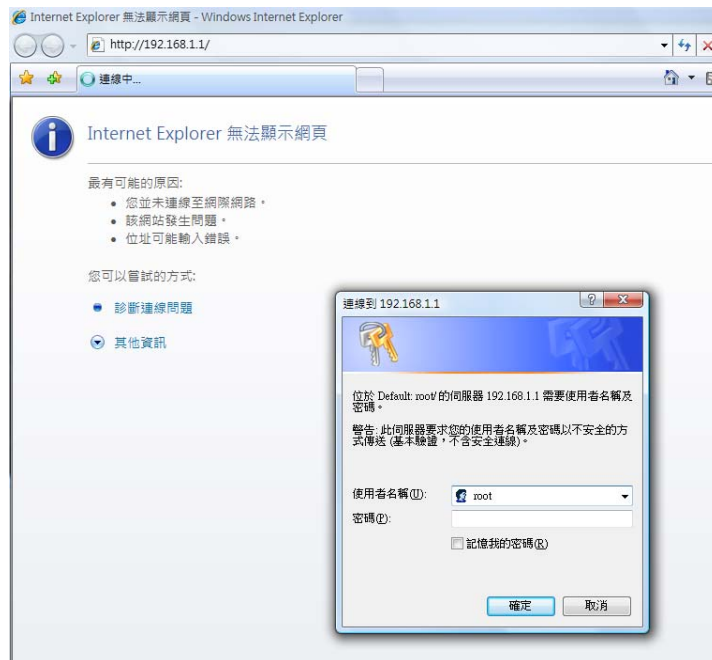 Internet Explorer 無法顯示網頁 - Windows Internet Explorer
http://192.168.1.1/
連線中...
Internet Explorer 無法顯示網頁
最有可能的原因:
• 您並未連線至網際網路。
• 該網站發生問題。
• 位址可能輸入錯誤。
您可以嘗試的方式:
診斷連線問題
其他資訊
連線到 192.168.1.1
位於 Default: root/ 的伺服器 192.168.1.1 需要使用者名稱及
密碼。
警告: 此伺服器要求您的使用者名稱及密碼以不安全的方
式傳送 (基本驗證，不含安全連線)。
使用者名稱(U):
root
密碼(P):
記憶我的密碼(R)
確定
取消